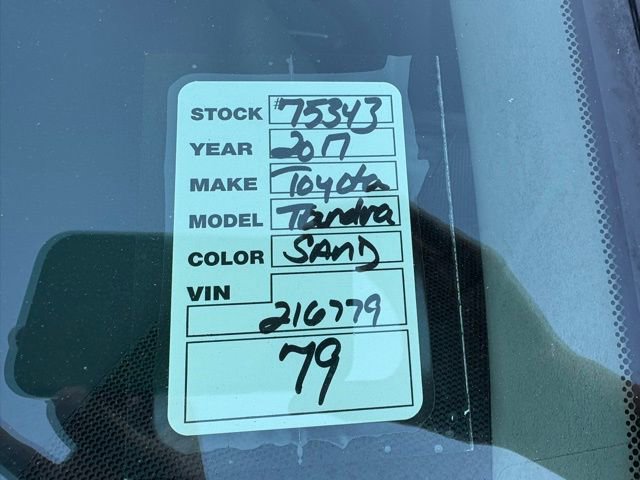 STOCK #75343
YEAR 2017
MAKE Toyota
MODEL Tundra
COLOR SAND
VIN
216779
79